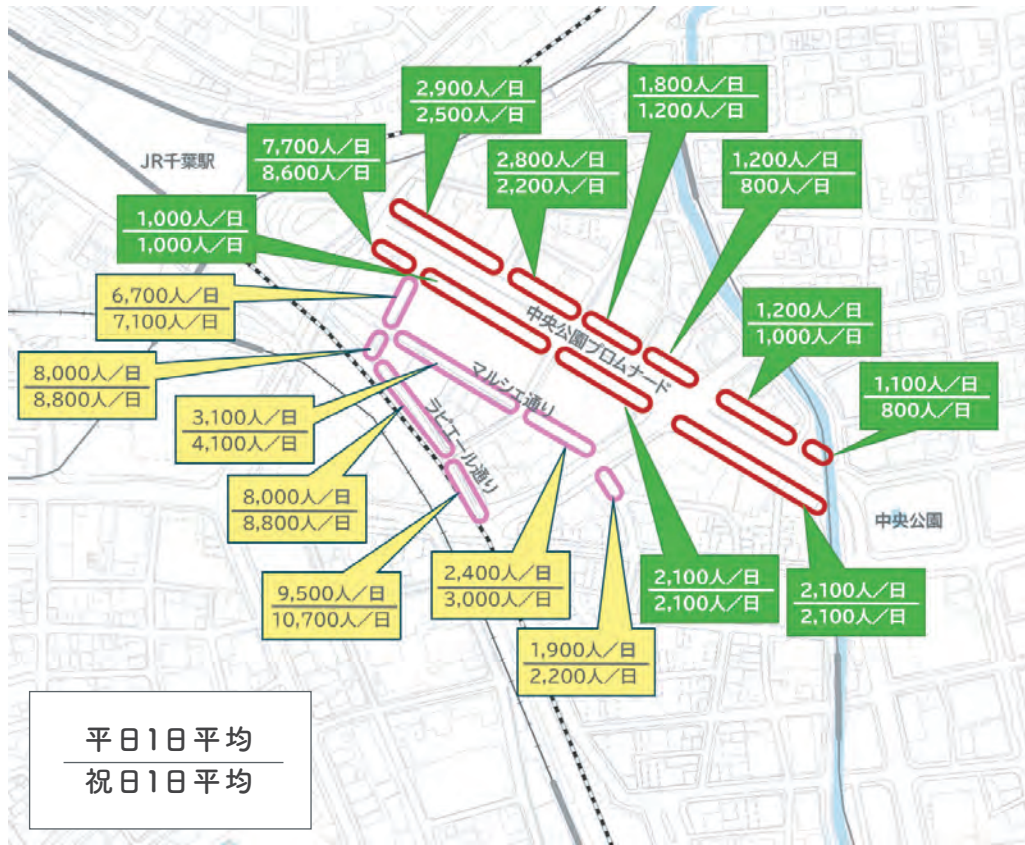 2,900人／日
2,500人／日
1,800人／日
1,200人／日
JR千葉駅
7,700人／日
8,600人／日
2,800人／日
2,200人／日
1,200人／日
800人／日
1,000人／日
1,000人／日
6,700人／日
7,100人／日
中央公園プロムナード
1,200人／日
1,000人／日
8,000人／日
8,800人／日
マルシェ通り
1,100人／日
800人／日
3,100人／日
4,100人／日
ラピエール通り
8,000人／日
8,800人／日
中央公園
9,500人／日
10,700人／日
2,400人／日
3,000人／日
2,100人／日
2,100人／日
2,100人／日
2,100人／日
1,900人／日
2,200人／日
平日1日平均
祝日1日平均